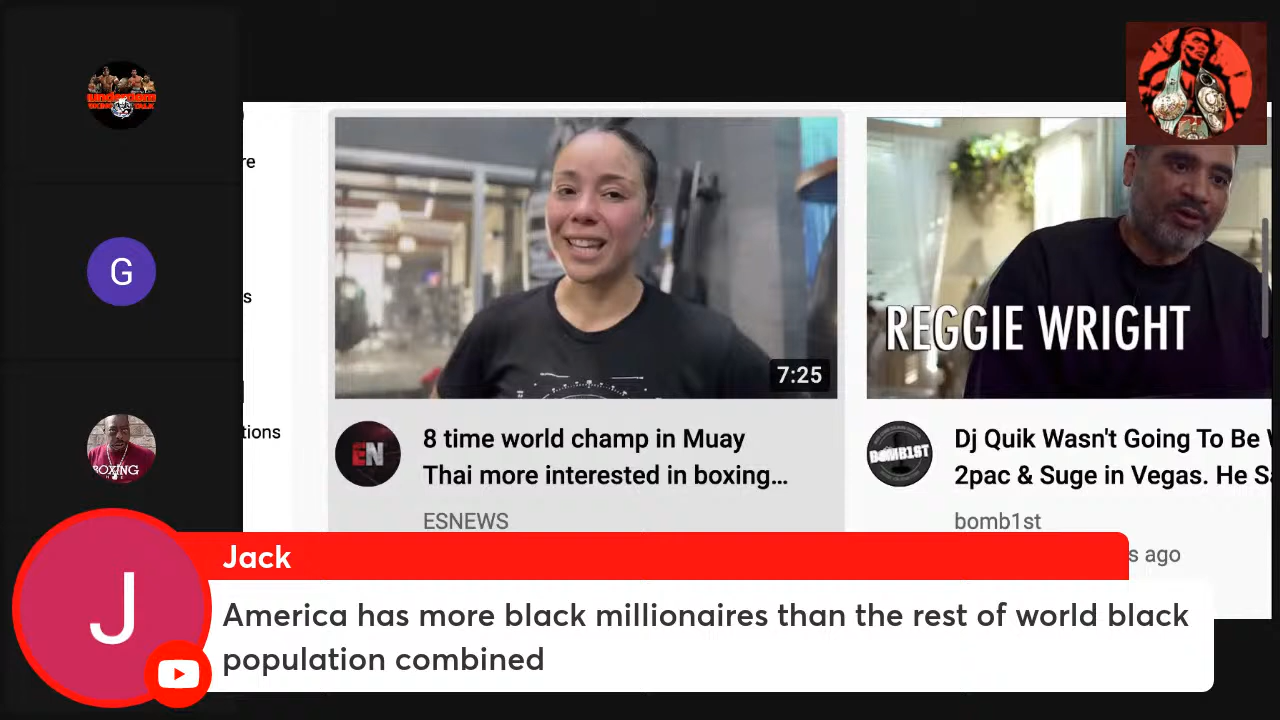 re
s
tions
G
BOXING
7:25
REGGIE WRIGHT
EN
8 time world champ in Muay
Thai more interested in boxing...
ESNEWS
BOMB1ST
Dj Quik Wasn't Going To Be
2pac & Suge in Vegas. He
bomb1st
s ago
J
Jack
America has more black millionaires than the rest of world black
population combined